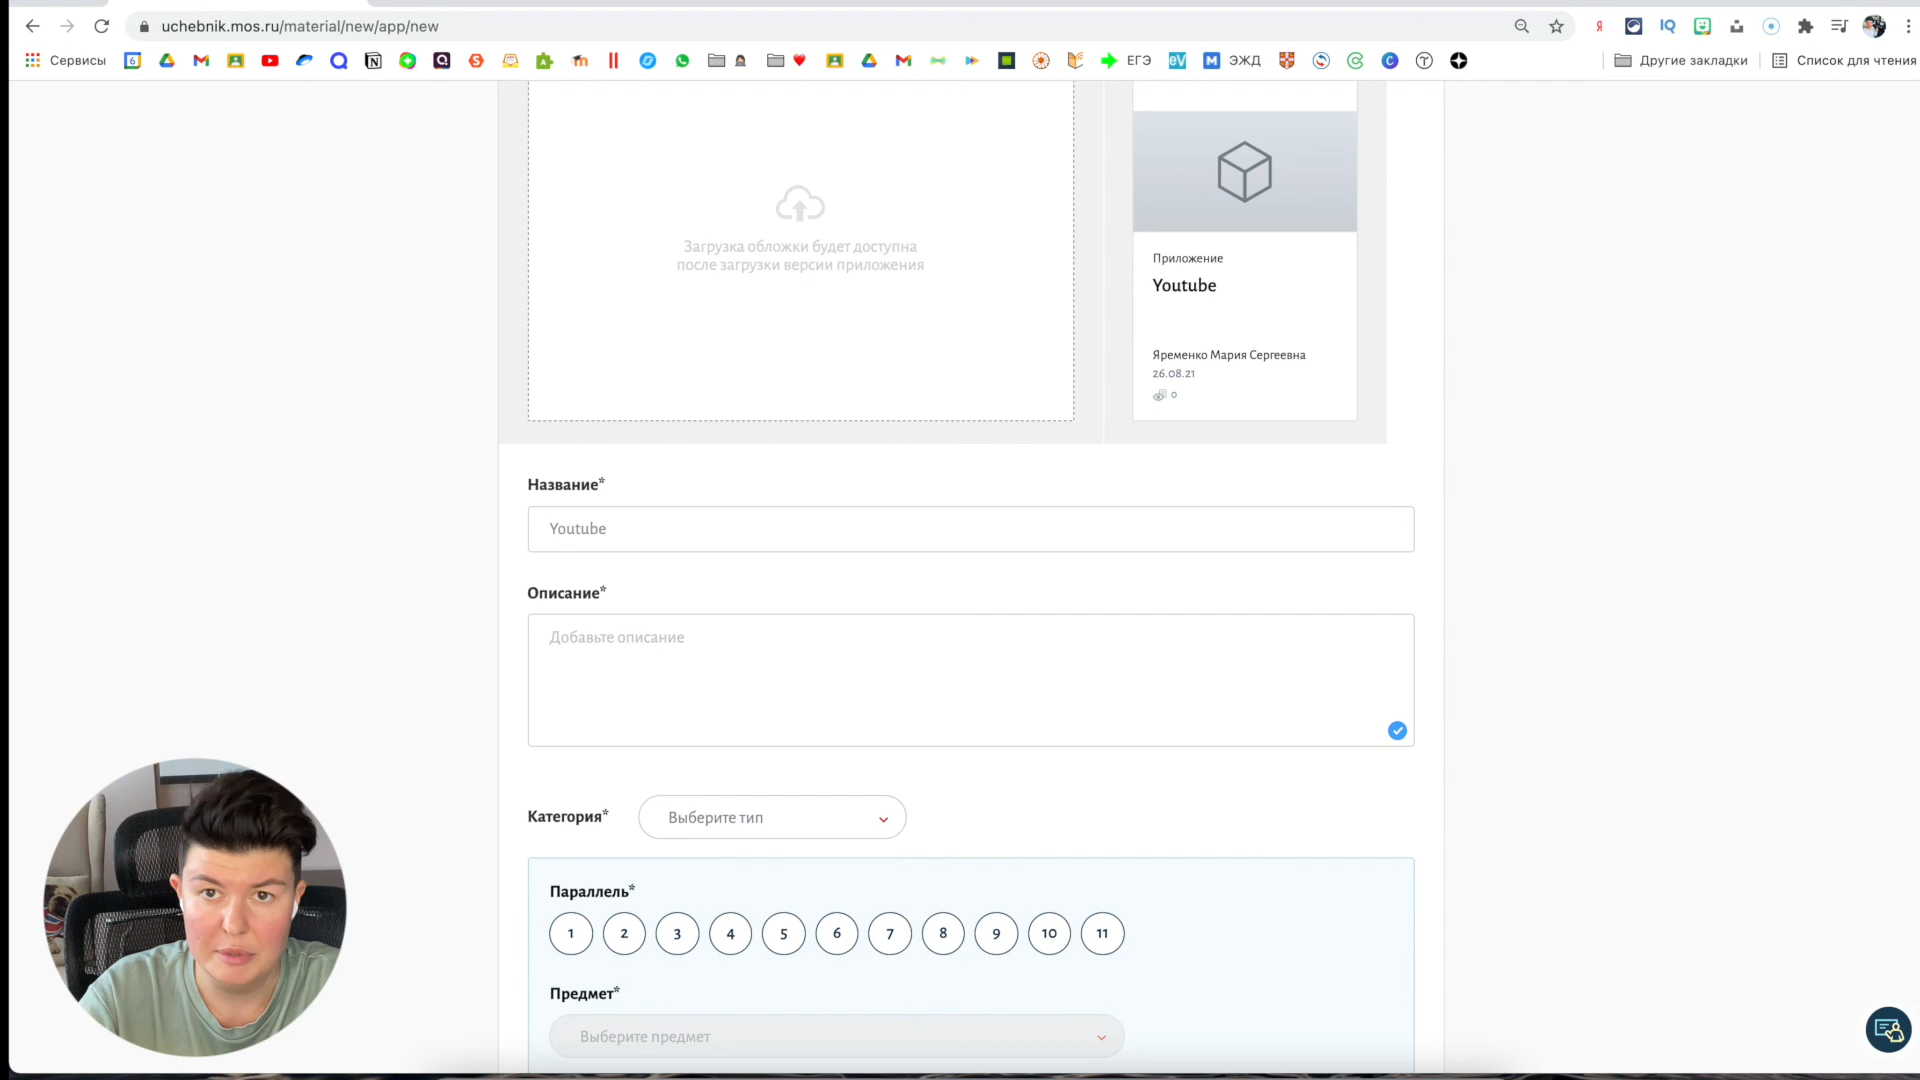 uchebnik.mos.ru/material/new/app/new
Сервисы
ЕГЭ
ЭЖД
Другие закладки
Список для чтения
Загрузка обложки будет доступна
после загрузки версии приложения
Приложение
Youtube
Яременко Мария Сергеевна
26.08.21
0
Название*
Youtube
Описание*
Добавьте описание
Категория*
Выберите тип
Параллель*
1 2 3 4 5 6 7 8 9 10 11
Предмет*
Выберите предмет